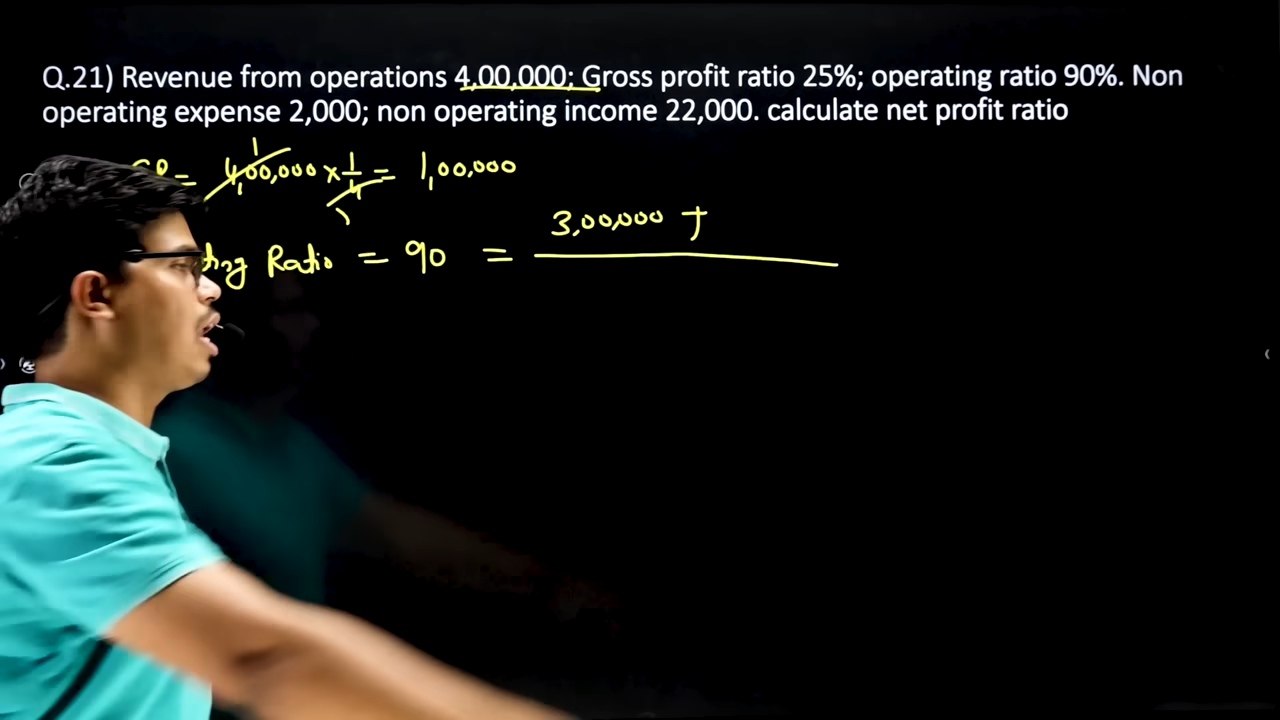 Q.21) Revenue from operations 4,00,000; Gross profit ratio 25%; operating ratio 90%. Non
operating expense 2,000; non operating income 22,000. calculate net profit ratio
= 4,00,000 × 1/4 = 1,00,000
1
3,00,000 +
Ratio = 90 =